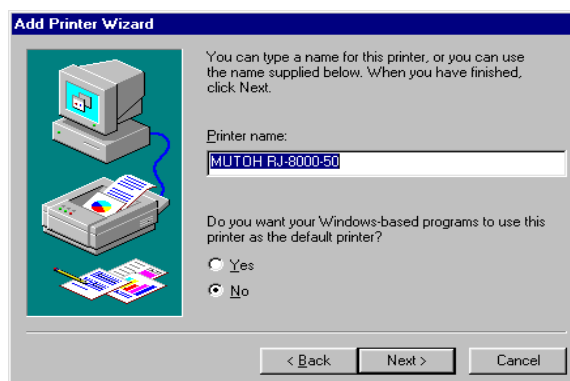 Add Printer Wizard
You can type a name for this printer, or you can use
the name supplied below. When you have finished,
click Next.
Printer name:
MUTOH RJ-8000-50
Do you want your Windows-based programs to use this
printer as the default printer?
Yes
No
< Back
Next >
Cancel